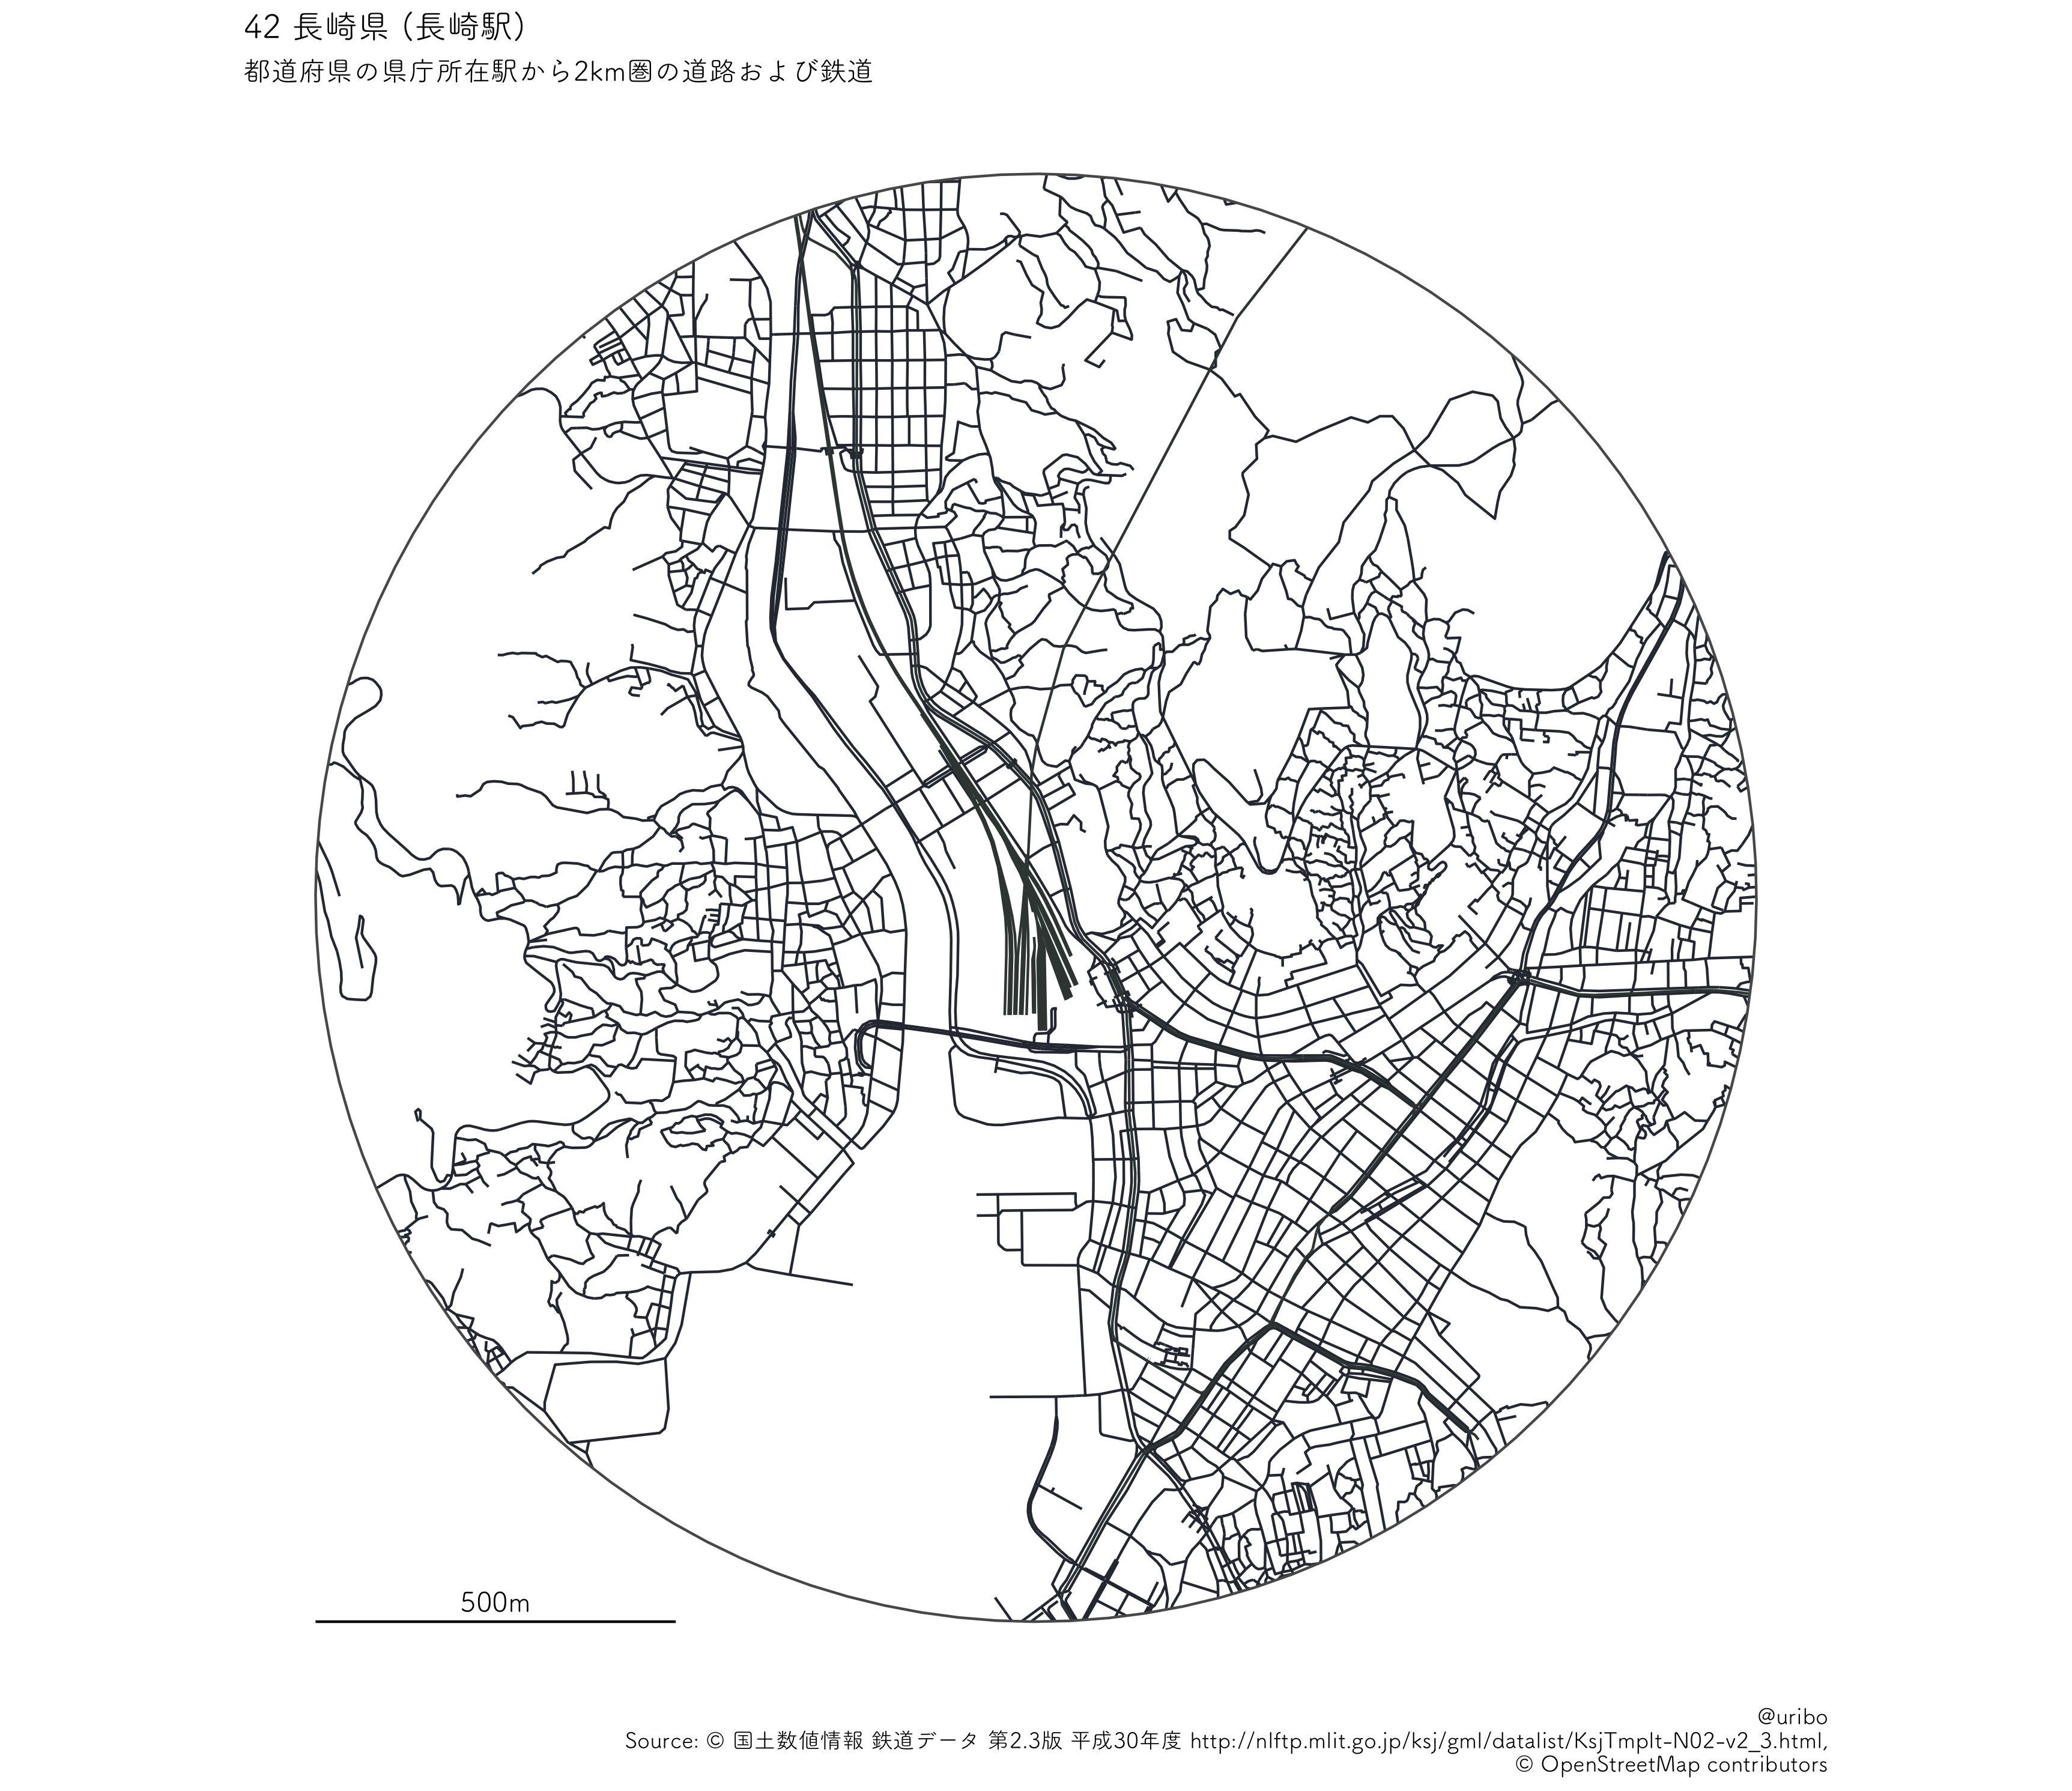 42 長崎県 (長崎駅)
都道府県の県庁所在駅から2km圏の道路および鉄道
500m
@uribo
Source: © 国土数値情報 鉄道データ 第2.3版 平成30年度 http://nlftp.mlit.go.jp/ksj/gml/datalist/KsjTmplt-N02-v2_3.html,
© OpenStreetMap contributors